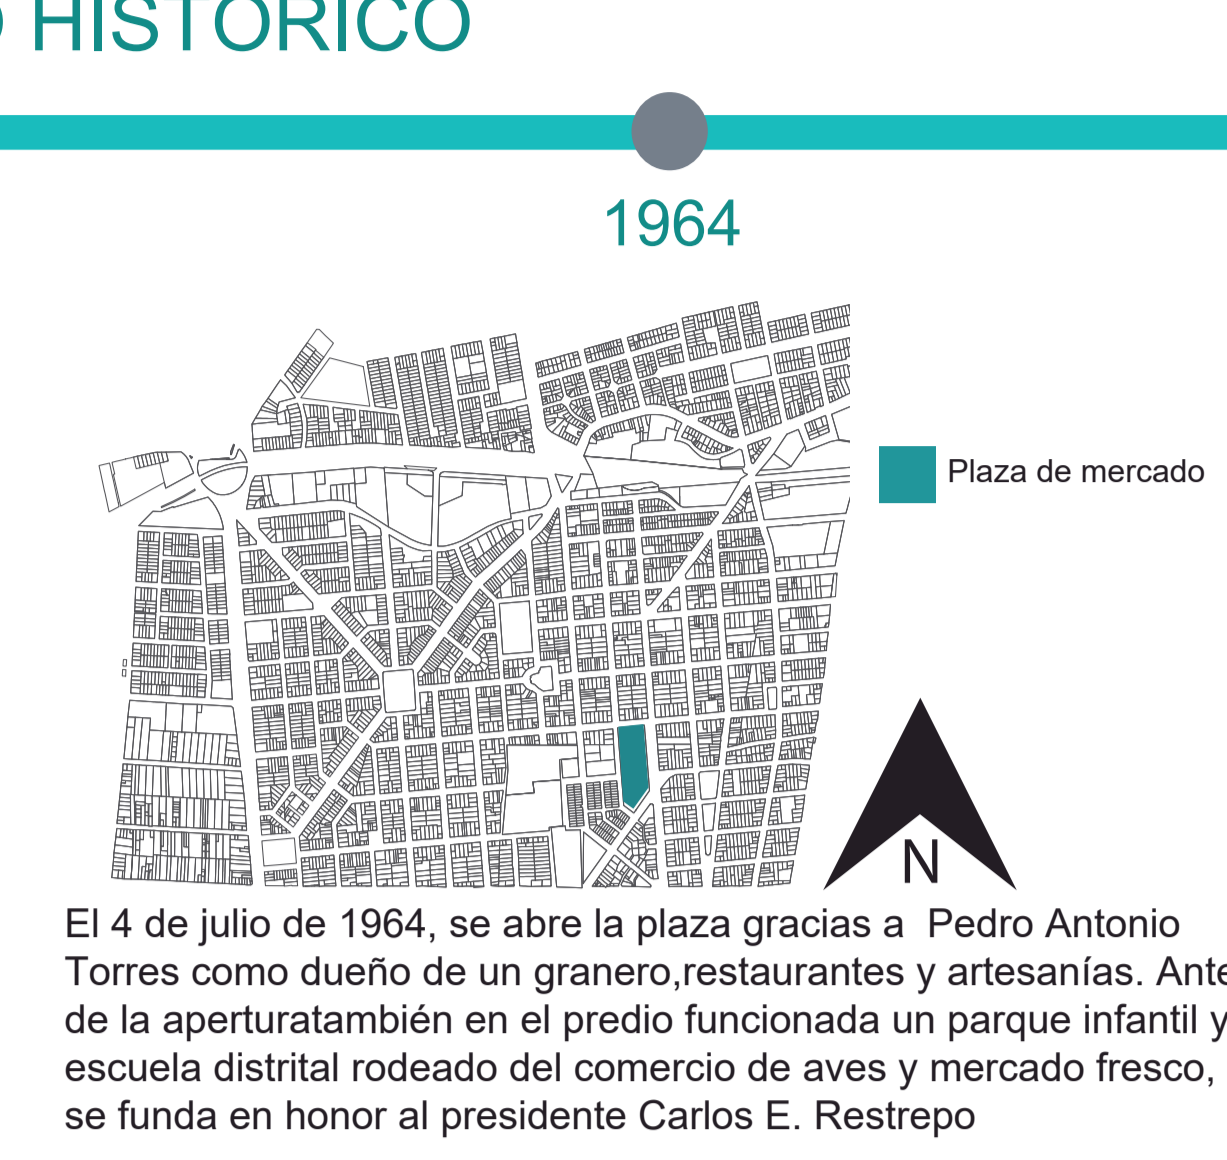 HISTÓRICO
1964
Plaza de mercado
N
El 4 de julio de 1964, se abre la plaza gracias a Pedro Antonio
Torres como dueño de un granero,restaurantes y artesanías. Ante
de la aperturatambién en el predio funcionada un parque infantil y
escuela distrital rodeado del comercio de aves y mercado fresco,
se funda en honor al presidente Carlos E. Restrepo